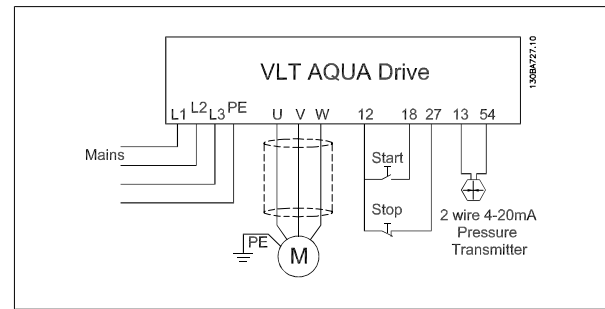 VLT AQUA Drive
130BA727.10
L1 L2 L3 PE U V W 12 18 27 13 54
Mains
Start
Stop
PE
M
2 wire 4-20mA
Pressure
Transmitter